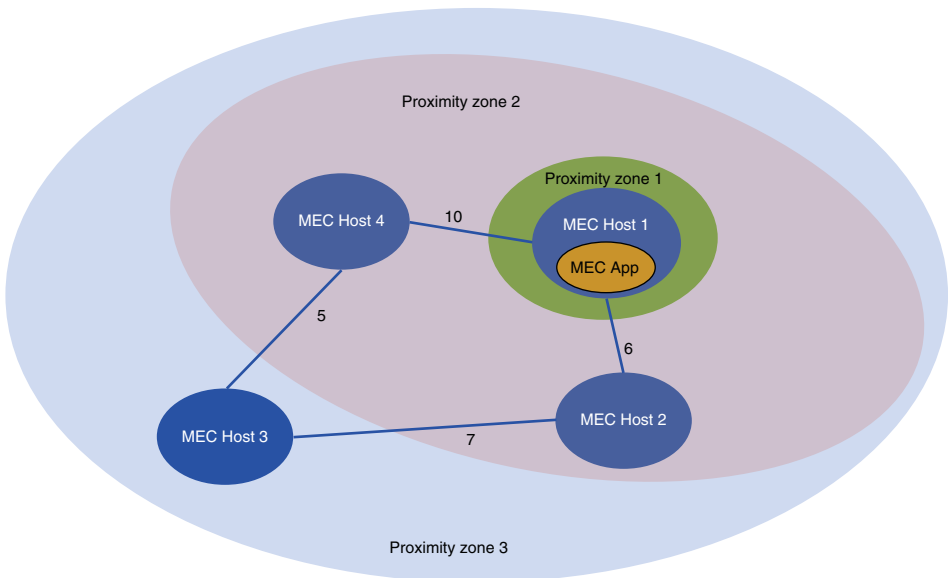 Proximity zone 2
Proximity zone 1
MEC Host 4
10
MEC Host 1
MEC App
5
6
MEC Host 3
7
MEC Host 2
Proximity zone 3